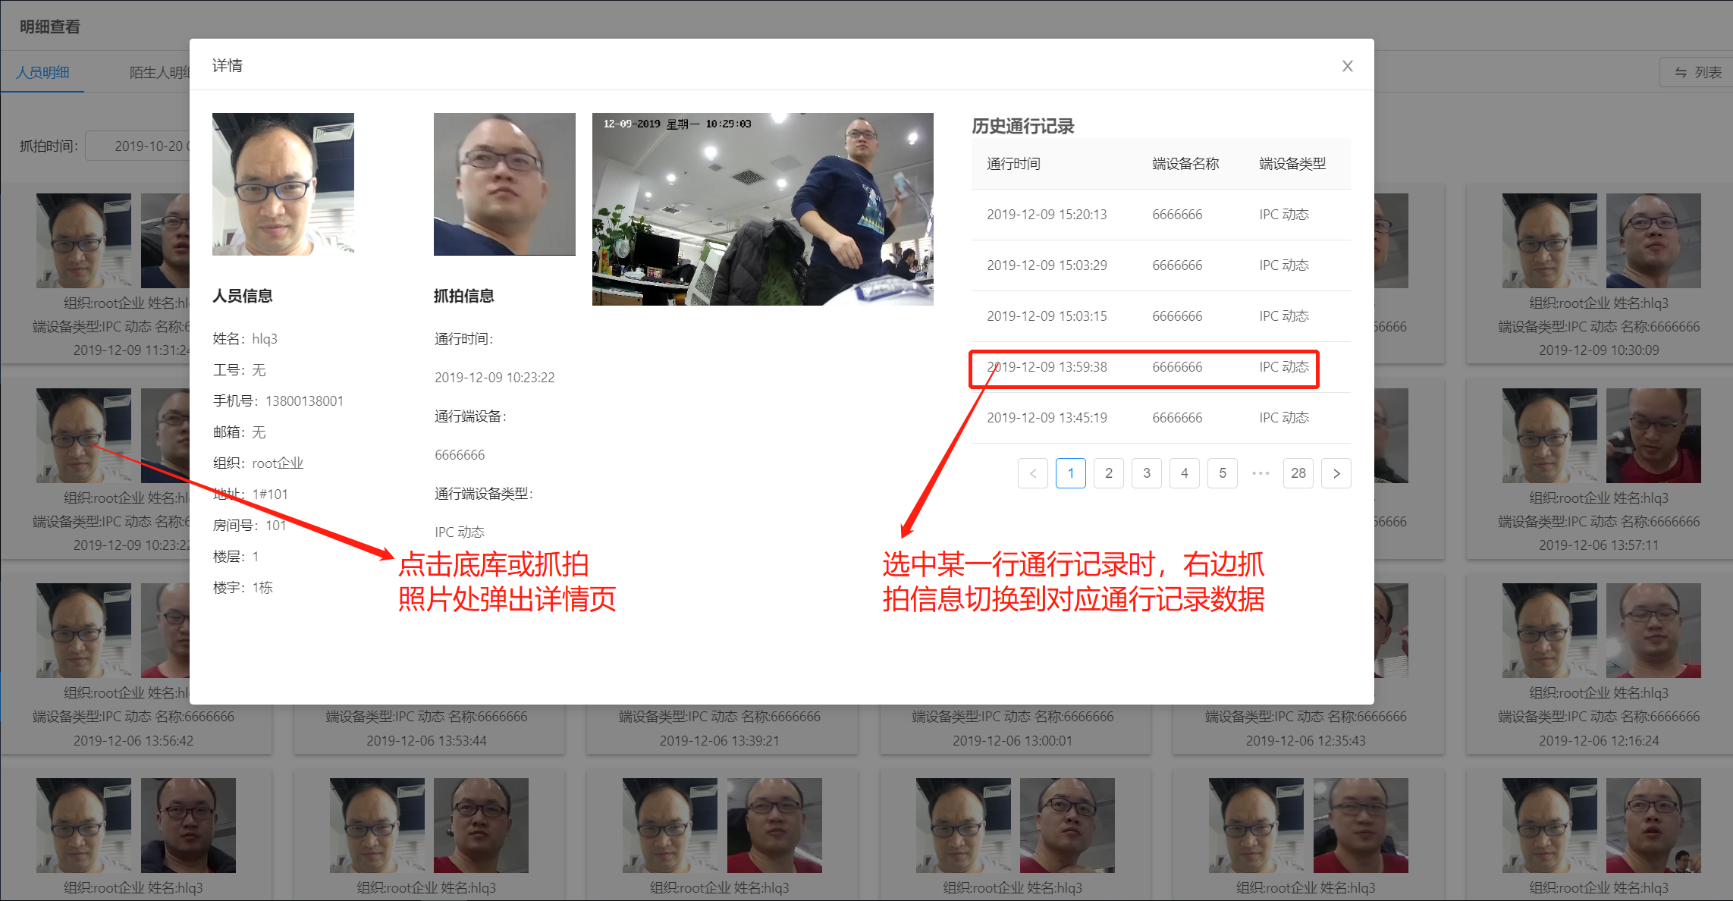 明细查看
人员明细
陌生人明细
列表
抓拍时间:
2019-10-20
详情
12-09-2019 星期一 10:29:03
人员信息
姓名: hlq3
工号: 无
手机号: 13800138001
邮箱: 无
组织: root企业
地址: 1#101
房间号: 101
楼层: 1
楼宇: 1栋
抓拍信息
通行时间:
2019-12-09 10:23:22
通行端设备:
6666666
通行端设备类型:
IPC 动态
历史通行记录
通行时间 端设备名称 端设备类型
2019-12-09 15:20:13 6666666 IPC 动态
2019-12-09 15:03:29 6666666 IPC 动态
2019-12-09 15:03:15 6666666 IPC 动态
2019-12-09 13:59:38 6666666 IPC 动态
2019-12-09 13:45:19 6666666 IPC 动态
< 1 2 3 4 5 ••• 28 >
点击底库或抓拍
照片处弹出详情页
选中某一行通行记录时，右边抓
拍信息切换到对应通行记录数据
组织:root企业 姓名:hl
端设备类型:IPC 动态 名称:6
2019-12-09 11:31:24
组织:root企业 姓名:hlq3
端设备类型:IPC 动态 名称:6666666
2019-12-09 10:30:09
组织:root企业 姓名:hl
端设备类型:IPC 动态 名称:6
2019-12-09 10:23:22
组织:root企业 姓名:hlq3
端设备类型:IPC 动态 名称:6666666
2019-12-06 13:57:11
组织:root企业 姓名:hl
端设备类型:IPC 动态 名称:6666666
2019-12-06 13:56:42
端设备类型:IPC 动态 名称:6666666
2019-12-06 13:53:44
端设备类型:IPC 动态 名称:6666666
2019-12-06 13:39:21
端设备类型:IPC 动态 名称:6666666
2019-12-06 13:00:01
端设备类型:IPC 动态 名称:6666666
2019-12-06 12:35:43
组织:root企业 姓名:hlq3
端设备类型:IPC 动态 名称:6666666
2019-12-06 12:16:24
组织:root企业 姓名:hlq3
组织:root企业 姓名:hlq3
组织:root企业 姓名:hlq3
组织:root企业 姓名:hlq3
组织:root企业 姓名:hlq3
组织:root企业 姓名:hlq3